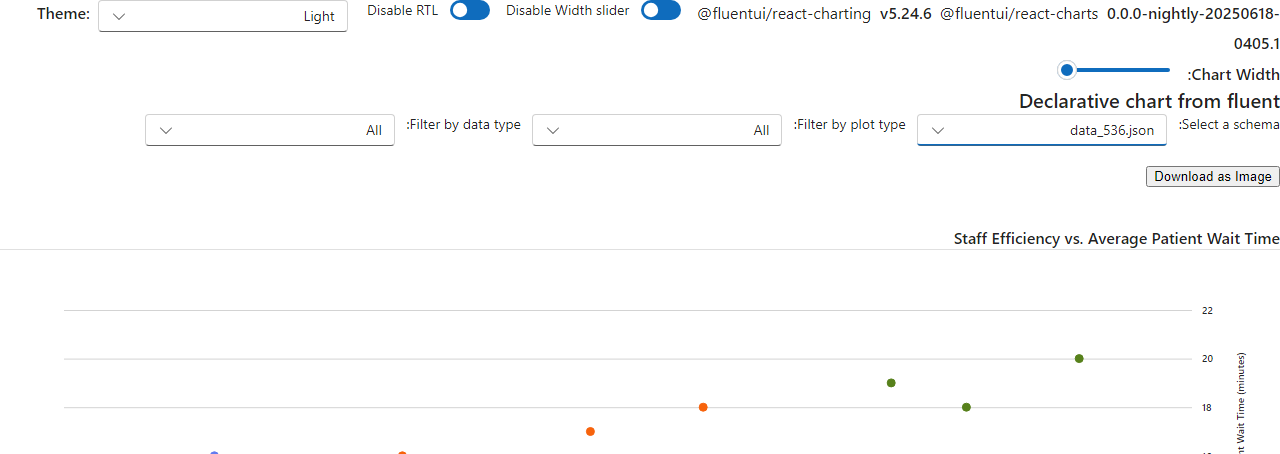 Theme: Light Disable RTL Disable Width slider @fluentui/react-charting v5.24.6 @fluentui/react-charts 0.0.0-nightly-20250618-
0405.1
:Chart Width
Declarative chart from fluent
:Select a schema data_536.json :Filter by plot type All :Filter by data type All
Download as Image
Staff Efficiency vs. Average Patient Wait Time
22
20
18
Wait Time (minutes)